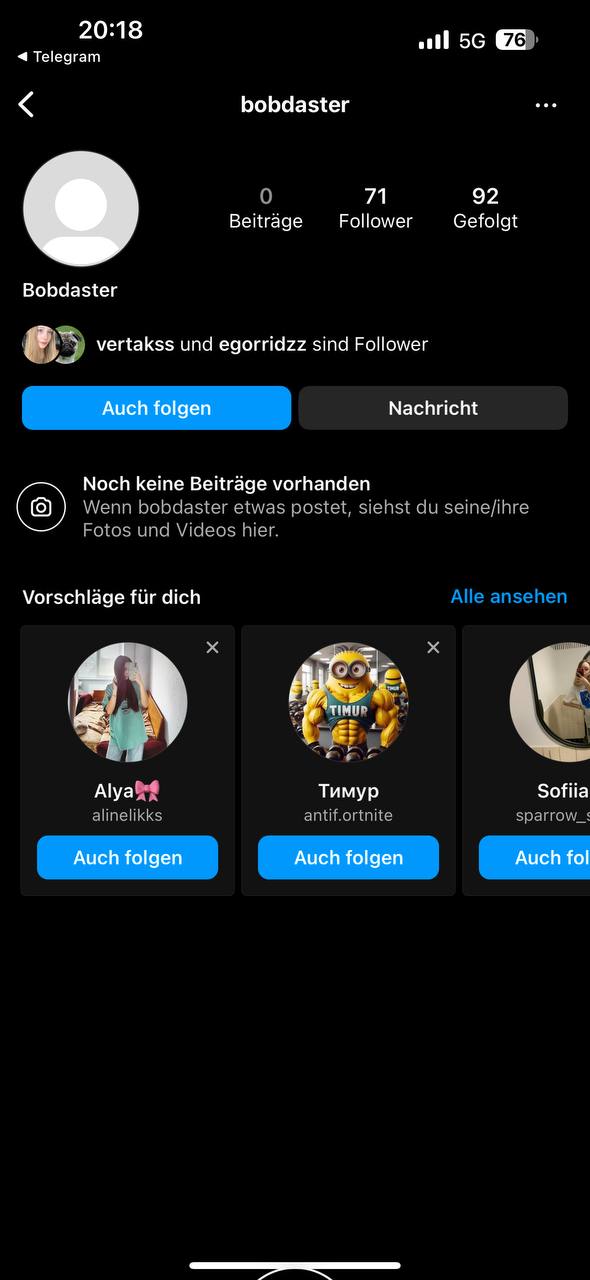 20:18
5G 76
◀ Telegram
bobdaster
0 71 92
Beiträge Follower Gefolgt
Bobdaster
vertakss und egorridzz sind Follower
Auch folgen Nachricht
Noch keine Beiträge vorhanden
Wenn bobdaster etwas postet, siehst du seine/ihre
Fotos und Videos hier.
Vorschläge für dich Alle ansehen
TIMUR
Alya🎀 Тимур Sofiia
alinelikks antif.ortnite sparrow_s
Auch folgen Auch folgen Auch fol